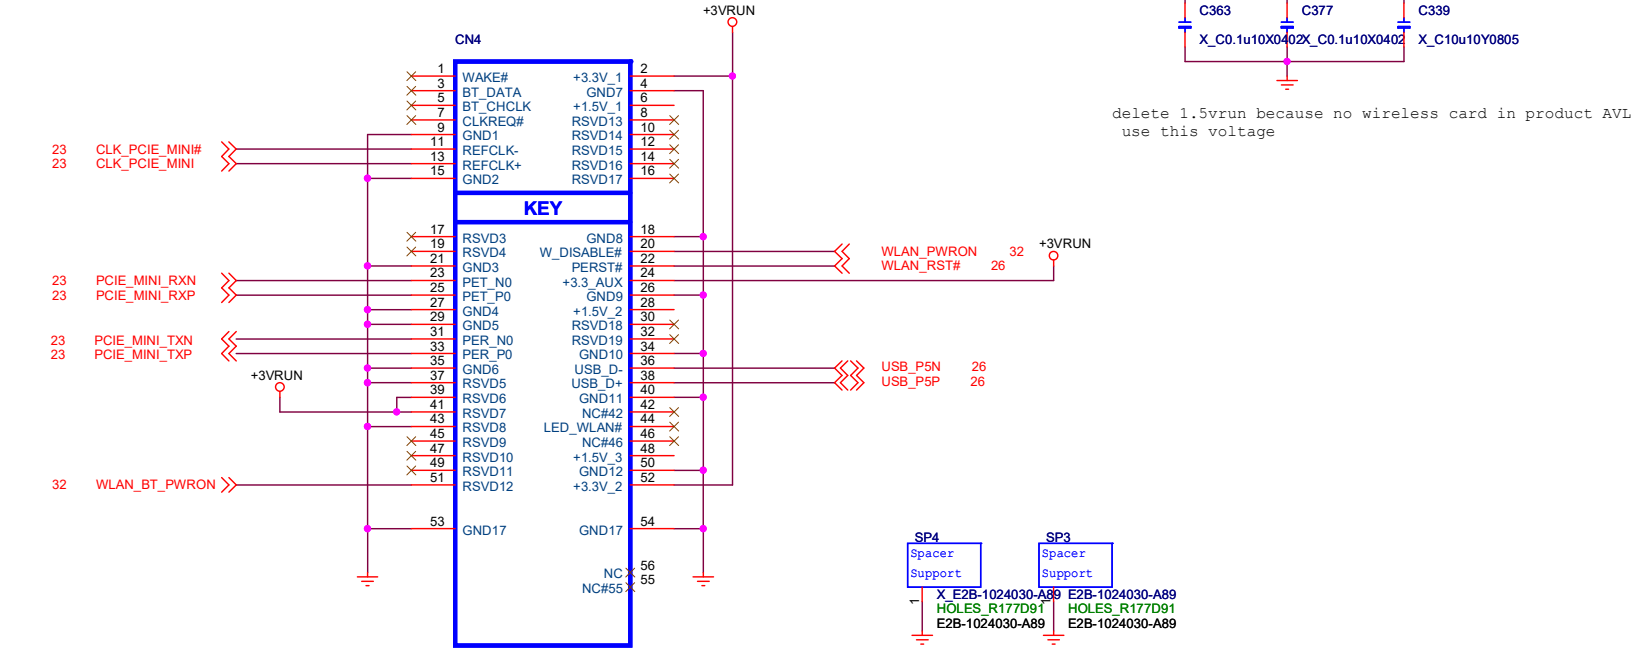 +3VRUN
C363
C377
C339
X_C0.1u10X0402
X_C0.1u10X0402
X_C10u10Y0805
delete 1.5vrun because no wireless card in product AVL
use this voltage
CN4
1 WAKE# +3.3V_1 2
3 BT_DATA GND7 4
5 BT_CHCLK +1.5V_1 6
7 CLKREQ# RSVD13 8
9 GND1 RSVD14 10
23 CLK_PCIE_MINI# 11 REFCLK- RSVD15 12
23 CLK_PCIE_MINI 13 REFCLK+ RSVD16 14
15 GND2 RSVD17 16
KEY
17 RSVD3 GND8 18
19 RSVD4 W_DISABLE# 20 WLAN_PWRON 32
+3VRUN
21 GND3 PERST# 22 WLAN_RST# 26
23 PCIE_MINI_RXN 23 PET_N0 +3.3_AUX 24
23 PCIE_MINI_RXP 25 PET_P0 GND9 26
27 GND4 +1.5V_2 28
29 GND5 RSVD18 30
23 PCIE_MINI_TXN 31 PER_N0 RSVD19 32
23 PCIE_MINI_TXP 33 PER_P0 GND10 34
35 GND6 USB_D- 36 USB_P5N 26
+3VRUN
37 RSVD5 USB_D+ 38 USB_P5P 26
39 RSVD6 GND11 40
41 RSVD7 NC#42 42
43 RSVD8 LED_WLAN# 44
45 RSVD9 NC#46 46
47 RSVD10 +1.5V_3 48
49 RSVD11 GND12 50
32 WLAN_BT_PWRON 51 RSVD12 +3.3V_2 52
53 GND17 GND17 54
NC 56
NC#55 55
SP4
Spacer
Support
1
X_E2B-1024030-A89
HOLES_R177D91
E2B-1024030-A89
SP3
Spacer
Support
1
E2B-1024030-A89
HOLES_R177D91
E2B-1024030-A89